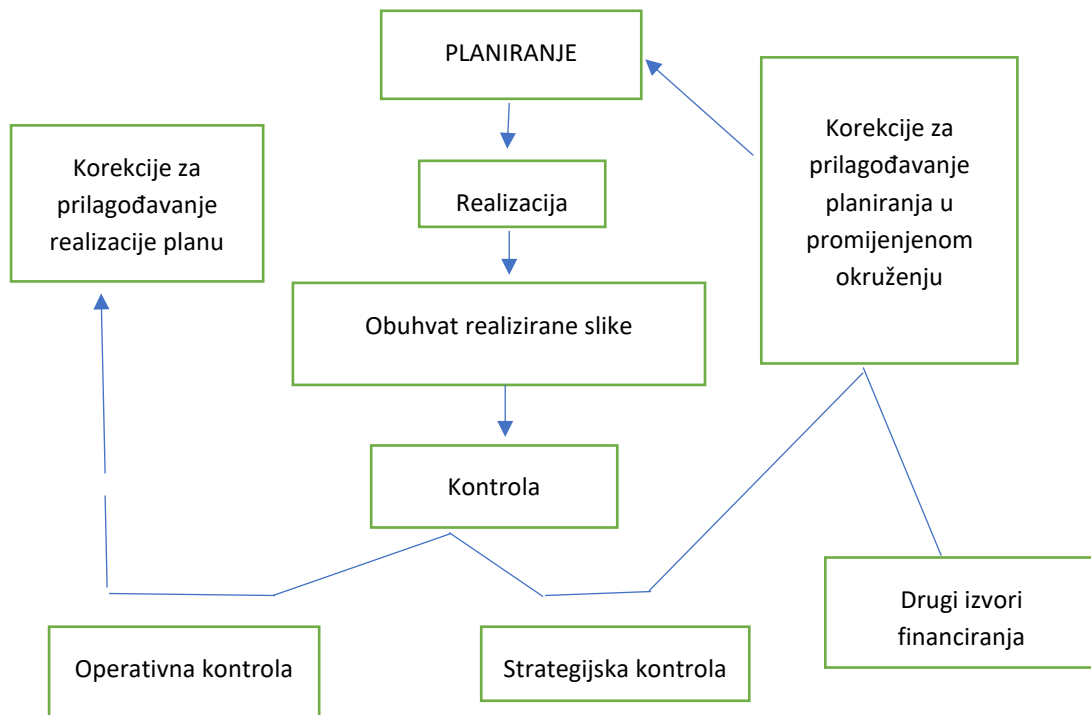 PLANIRANJE
Korekcije za
prilagođavanje
realizacije planu
Realizacija
Korekcije za
prilagođavanje
planiranja u
promijenjenom
okruženju
Obuhvat realizirane slike
Kontrola
Operativna kontrola
Strategijska kontrola
Drugi izvori
financiranja